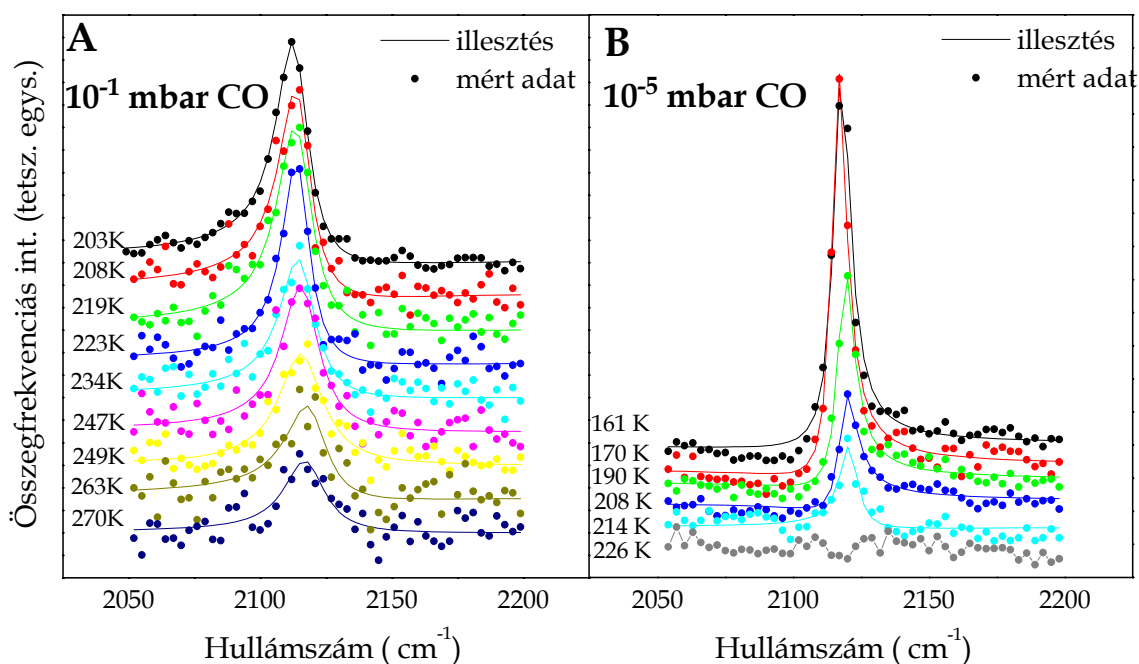 Összegfrekvenciás int. (tetsz. egys.)
A
illesztés
mért adat
10⁻¹ mbar CO
203K
208K
219K
223K
234K
247K
249K
263K
270K
2050 2100 2150 2200
Hullámszám ( cm⁻¹)
B
illesztés
mért adat
10⁻⁵ mbar CO
161 K
170 K
190 K
208 K
214 K
226 K
2050 2100 2150 2200
Hullámszám ( cm⁻¹)